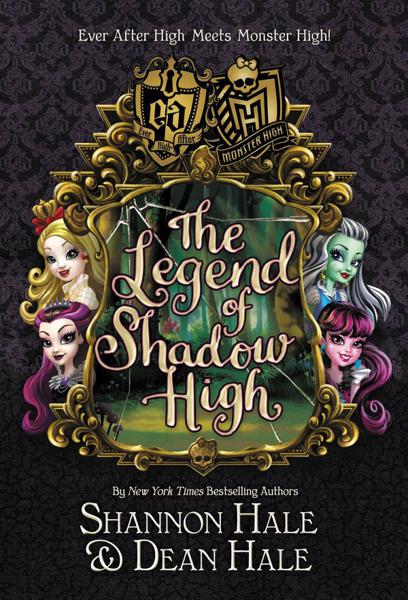 Ever After High Meets Monster High!
ea
Ever
After
High
MONSTER HIGH
The
Legend
of
Shadow
High
By New York Times Bestselling Authors
SHANNON HALE
& DEAN HALE